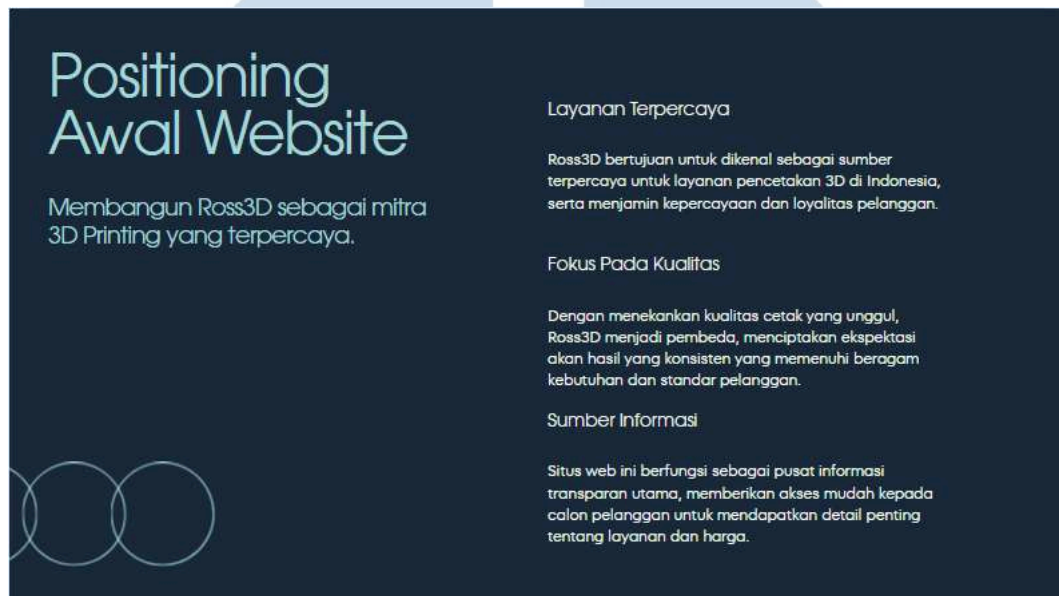 Positioning
Awal Website
Membangun Ross3D sebagai mitra
3D Printing yang terpercaya.
Layanan Terpercaya
Ross3D bertujuan untuk dikenal sebagai sumber
terpercaya untuk layanan pencetakan 3D di Indonesia,
serta menjamin kepercayaan dan loyalitas pelanggan.
Fokus Pada Kualitas
Dengan menekankan kualitas cetak yang unggul,
Ross3D menjadi pembeda, menciptakan ekspektasi
akan hasil yang konsisten yang memenuhi beragam
kebutuhan dan standar pelanggan.
Sumber Informasi
Situs web ini berfungsi sebagai pusat informasi
transparan utama, memberikan akses mudah kepada
calon pelanggan untuk mendapatkan detail penting
tentang layanan dan harga.